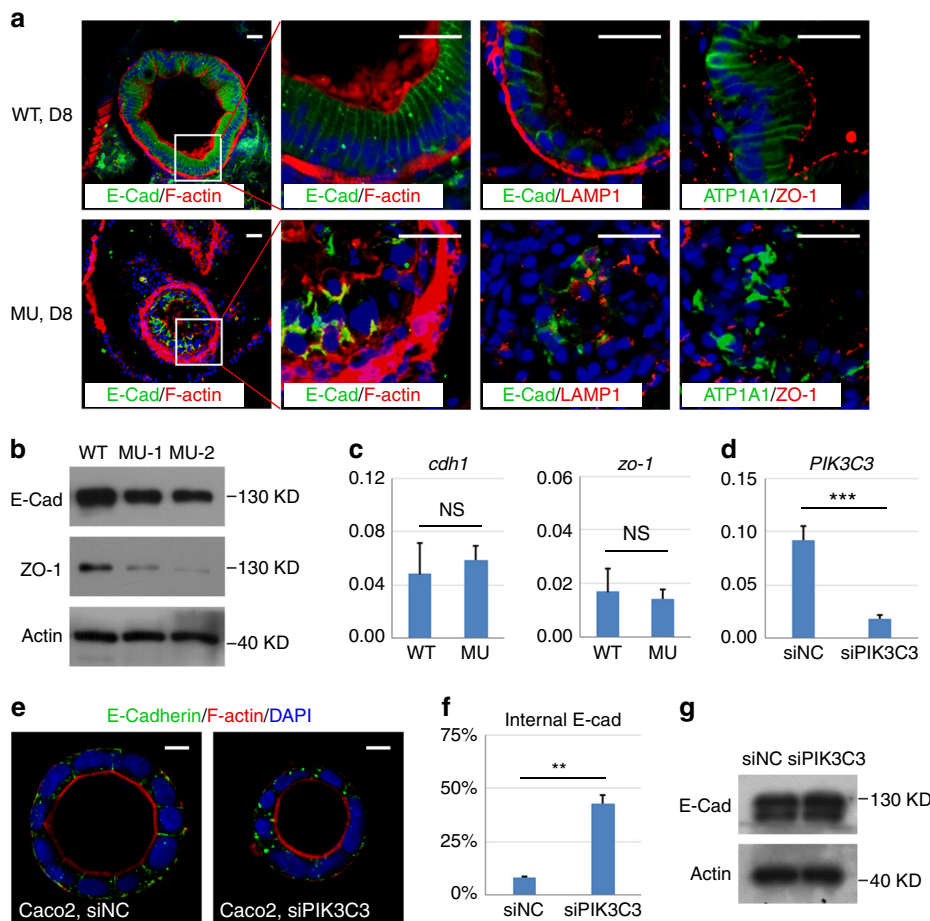 a
WT, D8
E-Cad/F-actin
E-Cad/F-actin
E-Cad/LAMP1
ATP1A1/ZO-1
MU, D8
E-Cad/F-actin
E-Cad/F-actin
E-Cad/LAMP1
ATP1A1/ZO-1
b
WT MU-1 MU-2
E-Cad
–130 KD
ZO-1
–130 KD
Actin
–40 KD
c
cdh1
0.12
0.08
0.04
0.00
NS
WT MU
zo-1
0.06
0.04
0.02
0.00
NS
WT MU
d
PIK3C3
0.15
0.10
0.05
0.00
***
siNC siPIK3C3
e
E-Cadherin/F-actin/DAPI
Caco2, siNC
Caco2, siPIK3C3
f
Internal E-cad
75%
50%
25%
0%
**
siNC siPIK3C3
g
siNC siPIK3C3
E-Cad
–130 KD
Actin
–40 KD